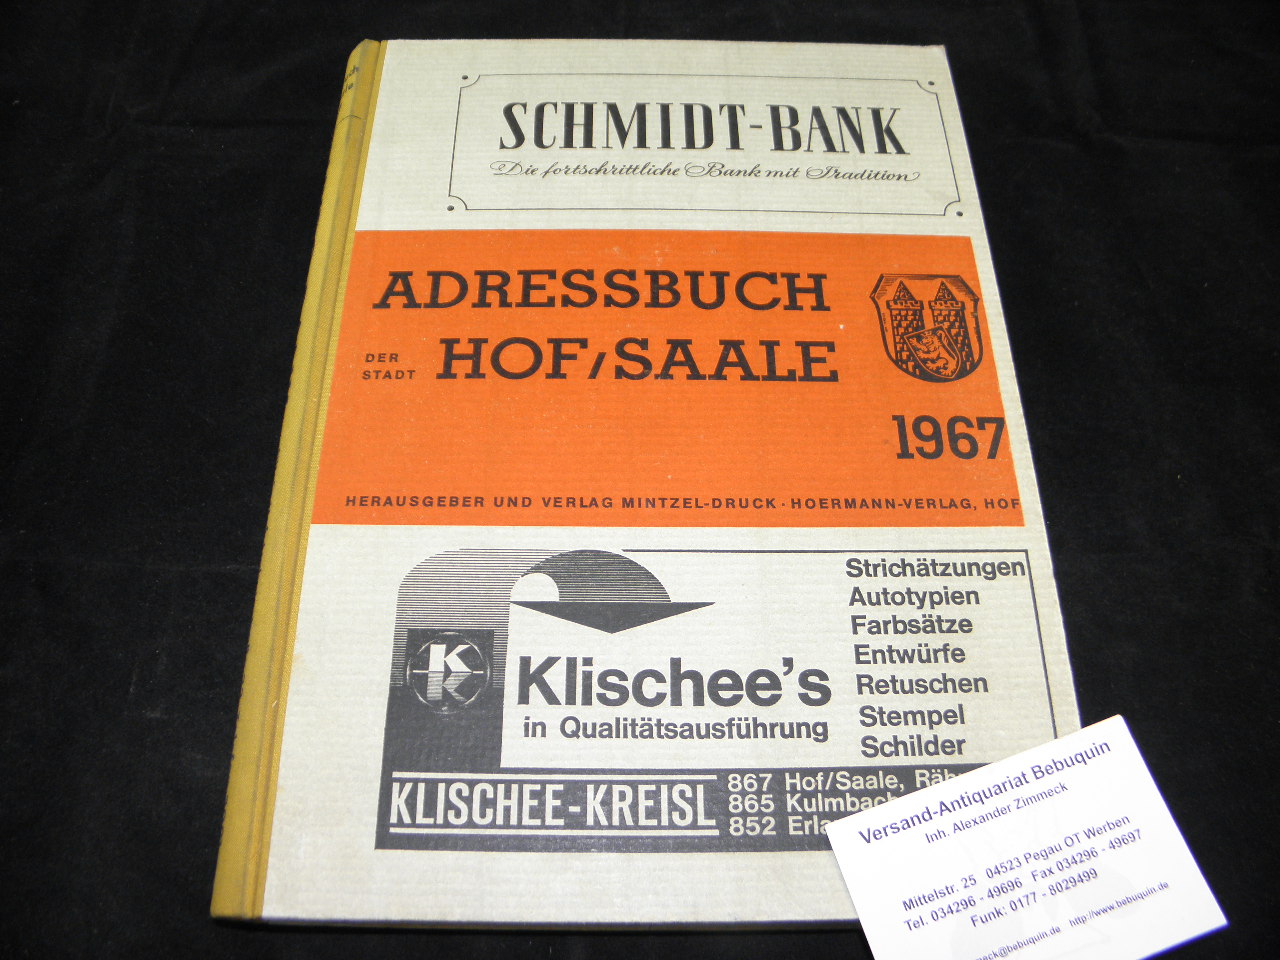 SCHMIDT-BANK
Die fortschrittliche Bank mit Tradition
ADRESSBUCH
DER
STADT
HOF/SAALE
1967
HERAUSGEBER UND VERLAG MINTZEL-DRUCK · HOERMANN-VERLAG, HOF
Strichätzungen
Autotypien
Farbsätze
Entwürfe
Retuschen
Stempel
Schilder
K
K
Klischee's
in Qualitätsausführung
KLISCHEE-KREISL
867 Hof/Saale,
865 Kulmbach
852
Versand-Antiquariat Bebuquin
Inh. Alexander Zimmeck
Mittelstr. 25 04523 Pegau OT Werben
Tel. 034296 - 49696 Fax 034296 - 49697
Funk: 0177 - 8029499
@bebuquin.de http://www.bebuquin.de